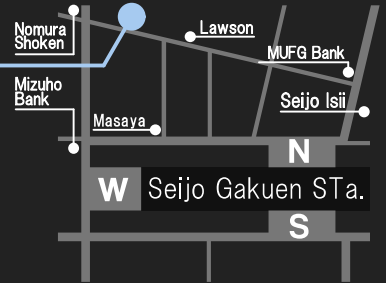 Nomura
Shoken
Lawson
MUFG Bank
Mizuho
Bank
Seijo Isii
Masaya
N
W
Seijo Gakuen STa.
S